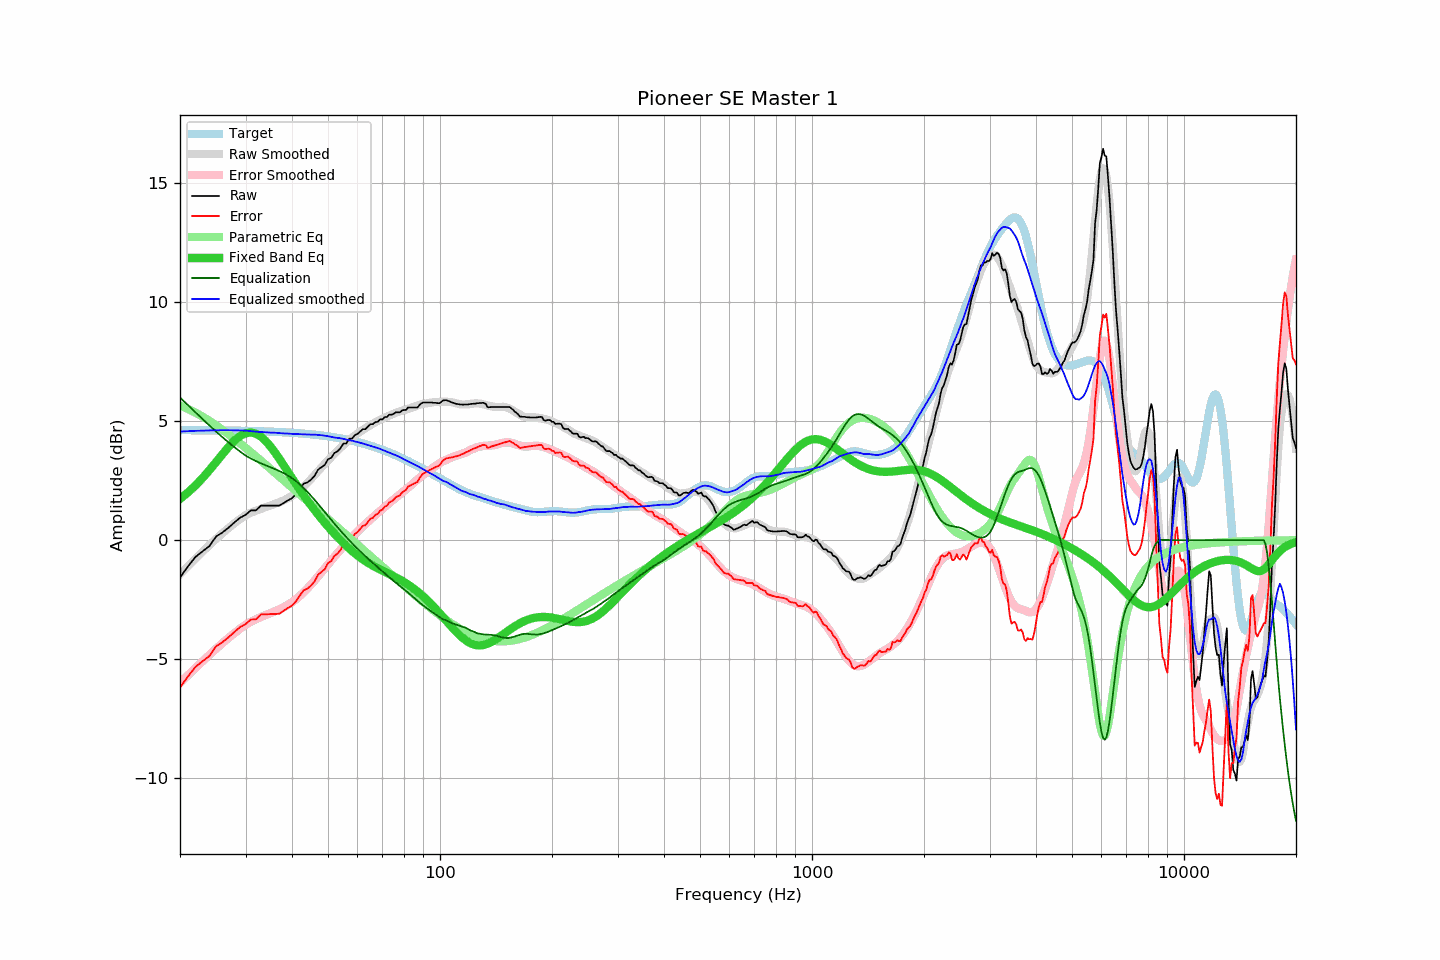 Pioneer SE Master 1
Target
Raw Smoothed
Error Smoothed
Raw
Error
Parametric Eq
Fixed Band Eq
Equalization
Equalized smoothed
15
10
5
0
−5
−10
Amplitude (dBr)
100
1000
10000
Frequency (Hz)